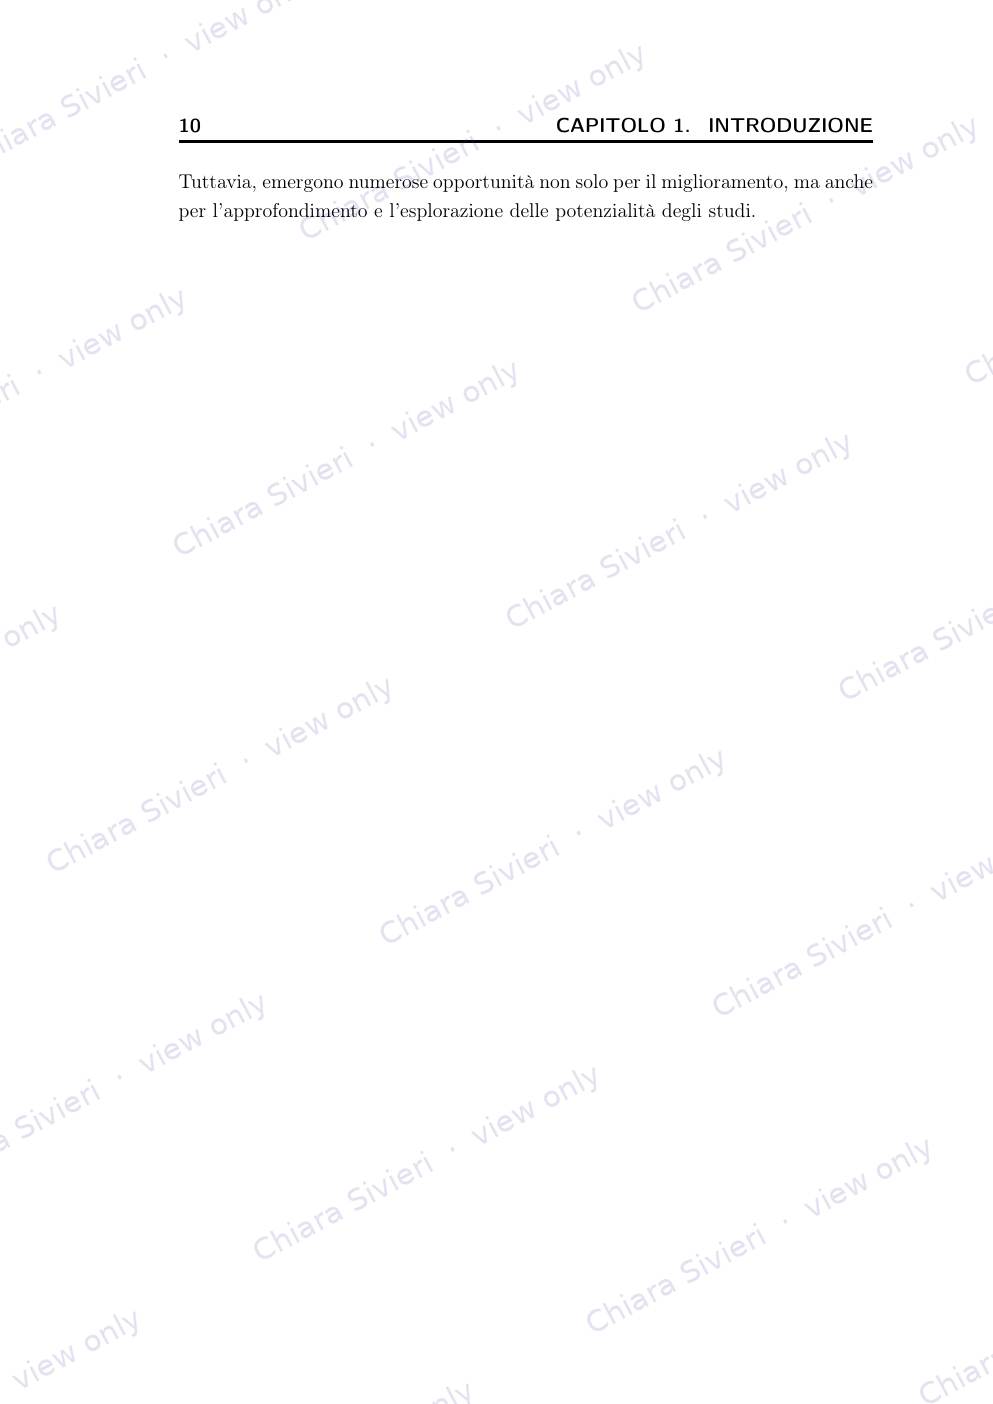 10 CAPITOLO 1. INTRODUZIONE
Tuttavia, emergono numerose opportunità non solo per il miglioramento, ma anche
per l'approfondimento e l'esplorazione delle potenzialità degli studi.
Chiara Sivieri · view only